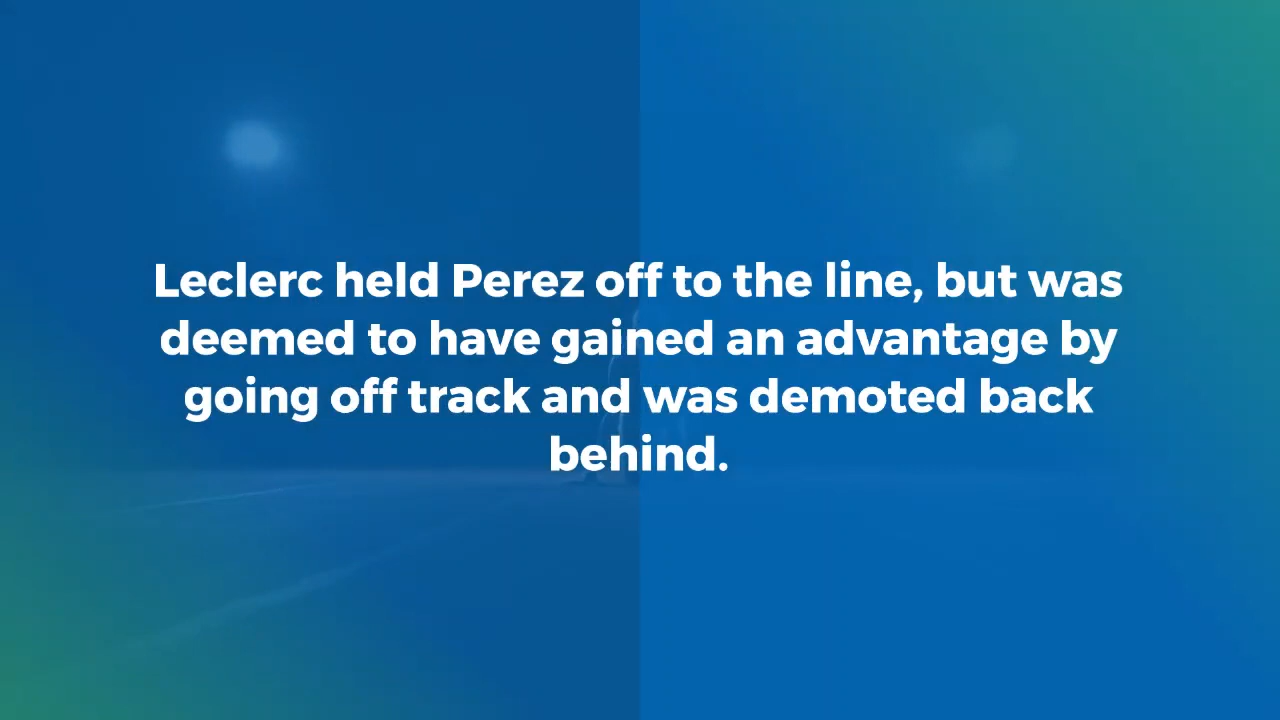 Leclerc held Perez off to the line, but was
deemed to have gained an advantage by
going off track and was demoted back
behind.